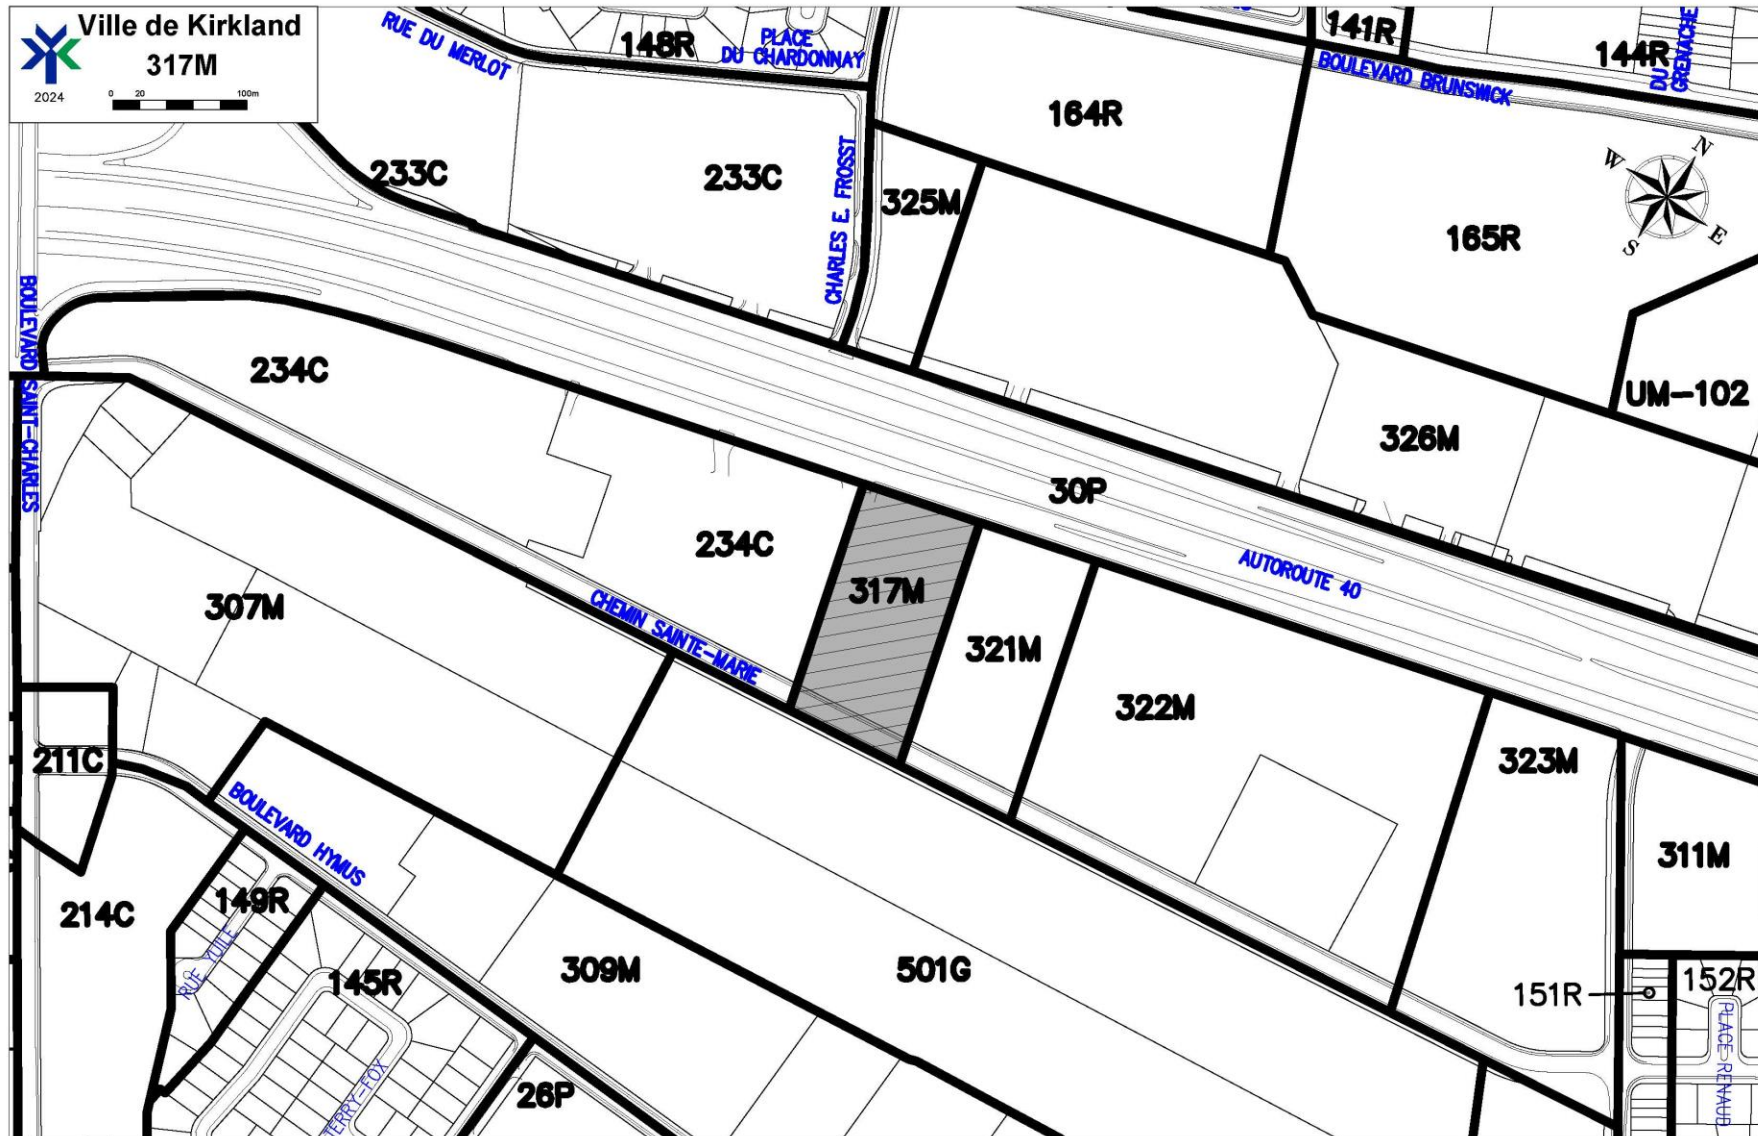 Ville de Kirkland
317M
2024
0 20 100m
RUE DU MERLOT
148R
PLACE
DU CHARDONNAY
141R
144R
DU
GRENACHE
BOULEVARD BRUNSWICK
164R
233C
233C
CHARLES E. FROSST
325M
165R
N
W
E
S
BOULEVARD SAINT-CHARLES
234C
UM-102
326M
30P
234C
AUTOROUTE 40
317M
307M
CHEMIN SAINTE-MARIE
321M
322M
211C
323M
BOULEVARD HYMUS
311M
149R
214C
RUE YUILE
145R
309M
501G
151R
152R
PLACE RENAUD
TERRY-FOX
26P